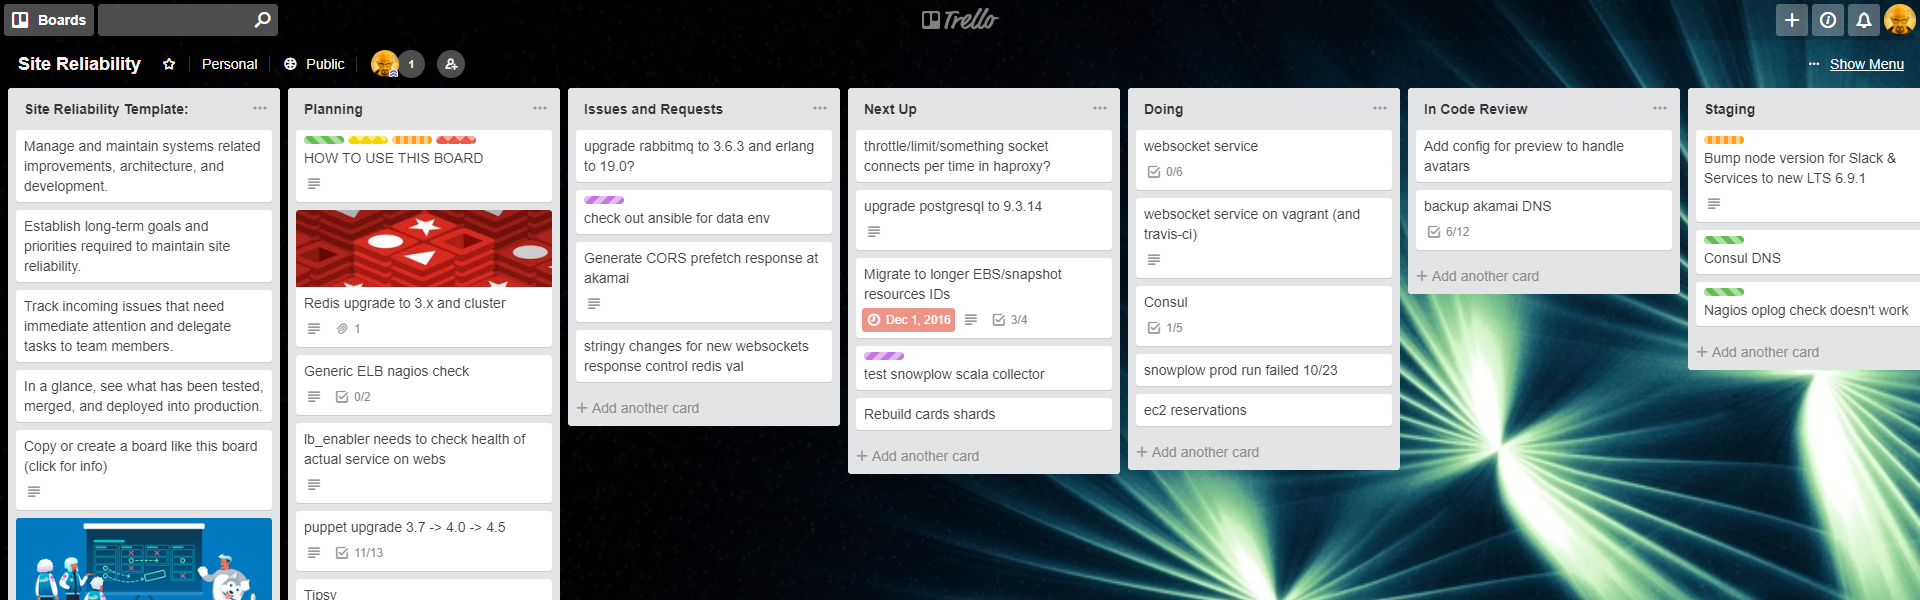 Boards
Trello
Site Reliability
Personal
Public
1
Show Menu
Site Reliability Template:
Manage and maintain systems related
improvements, architecture, and
development.
Establish long-term goals and
priorities required to maintain site
reliability.
Track incoming issues that need
immediate attention and delegate
tasks to team members.
In a glance, see what has been tested,
merged, and deployed into production.
Copy or create a board like this board
(click for info)
Planning
HOW TO USE THIS BOARD
Redis upgrade to 3.x and cluster
1
Generic ELB nagios check
0/2
lb_enabler needs to check health of
actual service on webs
puppet upgrade 3.7 -> 4.0 -> 4.5
11/13
Tipsy
Issues and Requests
upgrade rabbitmq to 3.6.3 and erlang
to 19.0?
check out ansible for data env
Generate CORS prefetch response at
akamai
stringy changes for new websockets
response control redis val
+ Add another card
Next Up
throttle/limit/something socket
connects per time in haproxy?
upgrade postgresql to 9.3.14
Migrate to longer EBS/snapshot
resources IDs
Dec 1, 2016
3/4
test snowplow scala collector
Rebuild cards shards
+ Add another card
Doing
websocket service
0/6
websocket service on vagrant (and
travis-ci)
Consul
1/5
snowplow prod run failed 10/23
ec2 reservations
+ Add another card
In Code Review
Add config for preview to handle
avatars
backup akamai DNS
6/12
+ Add another card
Staging
Bump node version for Slack &
Services to new LTS 6.9.1
Consul DNS
Nagios oplog check doesn't work
+ Add another card